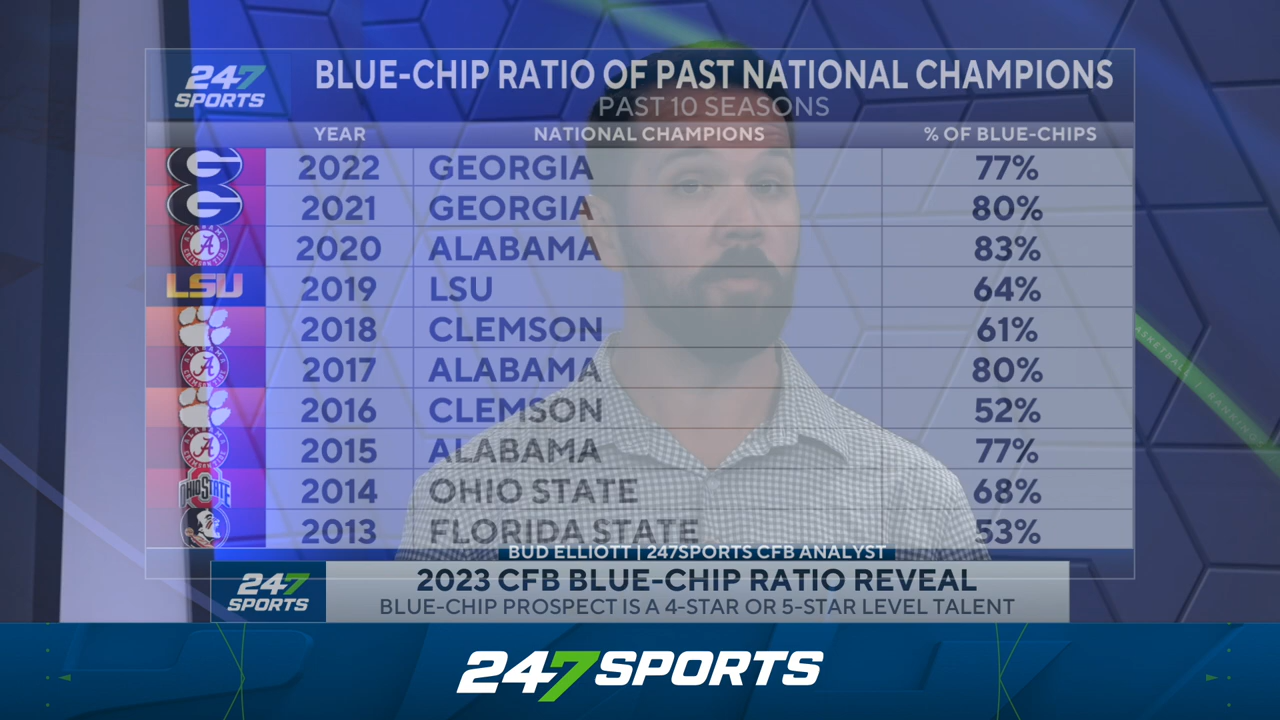 247 SPORTS
BLUE-CHIP RATIO OF PAST NATIONAL CHAMPIONS
PAST 10 SEASONS
YEAR NATIONAL CHAMPIONS % OF BLUE-CHIPS
2022 GEORGIA 77%
2021 GEORGIA 80%
2020 ALABAMA 83%
LSU 2019 LSU 64%
2018 CLEMSON 61%
2017 ALABAMA 80%
2016 CLEMSON 52%
2015 ALABAMA 77%
OHIO STATE 2014 OHIO STATE 68%
2013 FLORIDA STATE 53%
BUD ELLIOTT | 247SPORTS CFB ANALYST
247 SPORTS
2023 CFB BLUE-CHIP RATIO REVEAL
BLUE-CHIP PROSPECT IS A 4-STAR OR 5-STAR LEVEL TALENT
247SPORTS